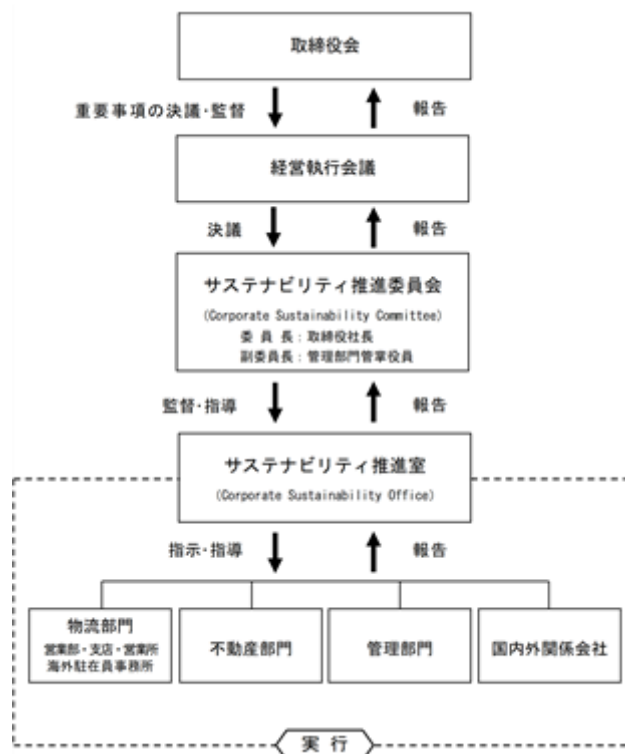 取締役会
重要事項の決議・監督
報告
経営執行会議
決議
報告
サステナビリティ推進委員会
(Corporate Sustainability Committee)
委員長：取締役社長
副委員長：管理部門管掌役員
監督・指導
報告
サステナビリティ推進室
(Corporate Sustainability Office)
指示・指導
報告
物流部門
営業部・支店・営業所
海外駐在員事務所
不動産部門
管理部門
国内外関係会社
実行